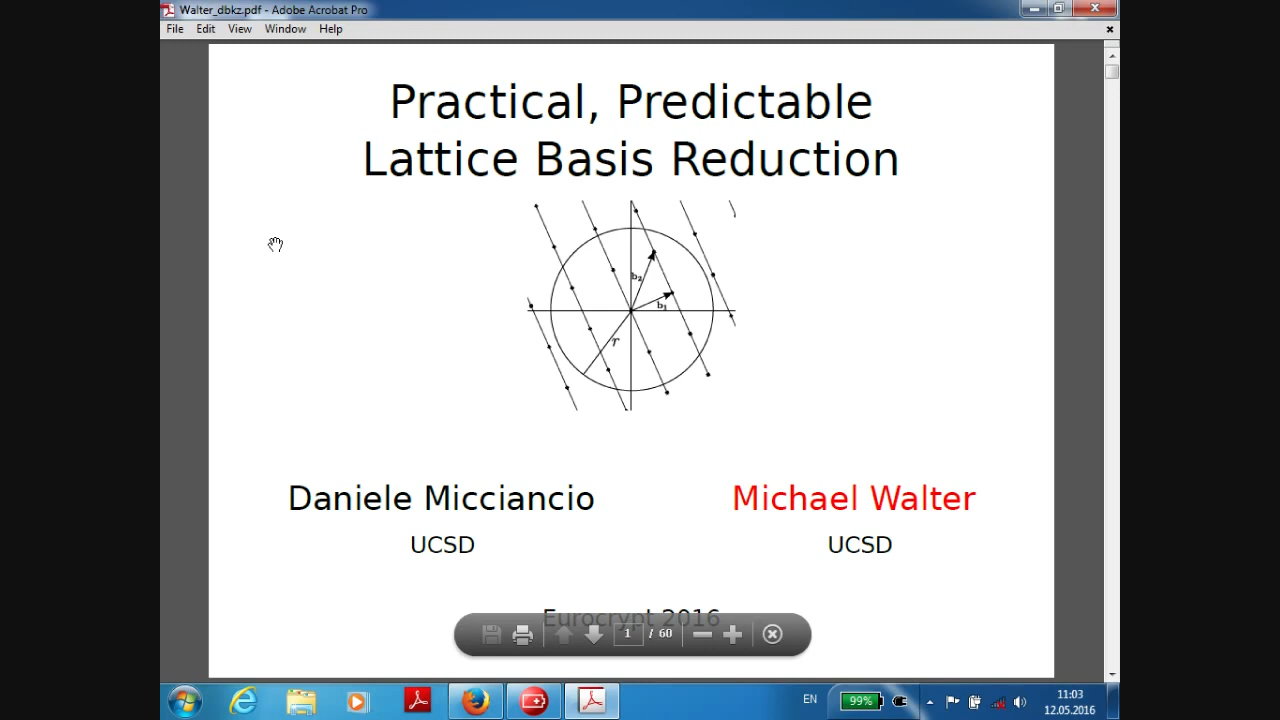 Walter_dbkz.pdf - Adobe Acrobat Pro
File Edit View Window Help
Practical, Predictable
Lattice Basis Reduction
b₂
b₁
r
Daniele Micciancio
Michael Walter
UCSD
UCSD
Eurocrypt 2016
1 / 60
EN
99%
11:03
12.05.2016